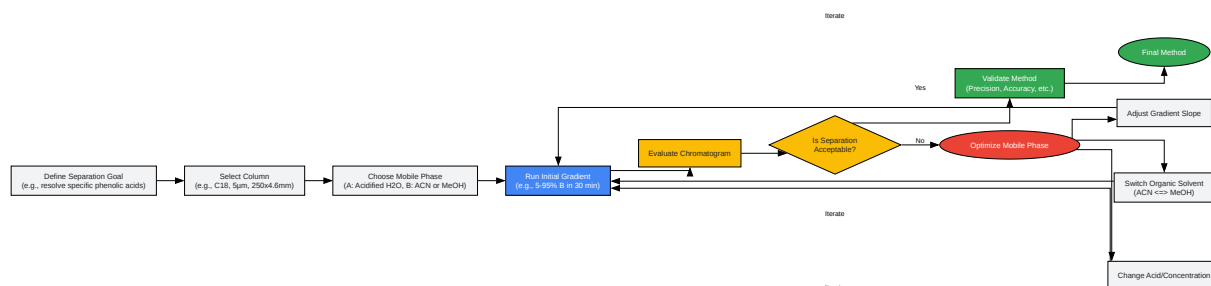 Iterate
Final Method
Validate Method
(Precision, Accuracy, etc.)
Yes
Adjust Gradient Slope
Is Separation
Acceptable?
No
Optimize Mobile Phase
Evaluate Chromatogram
Define Separation Goal
(e.g., resolve specific phenolic acids)
Select Column
(e.g., C18, 5µm, 250x4.6mm)
Choose Mobile Phase
(A: Acidified H2O, B: ACN or MeOH)
Run Initial Gradient
(e.g., 5-95% B in 30 min)
Switch Organic Solvent
(ACN <=> MeOH)
Iterate
Change Acid/Concentration